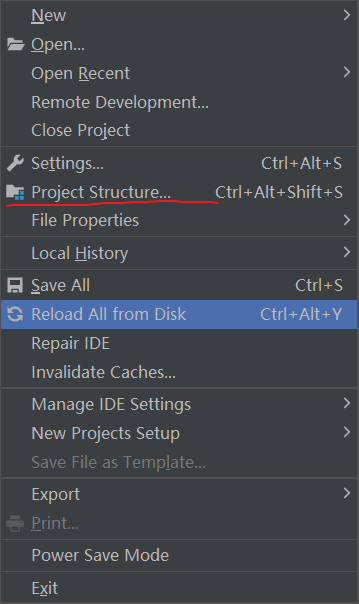 New
Open...
Open Recent
Remote Development...
Close Project
Settings... Ctrl+Alt+S
Project Structure... Ctrl+Alt+Shift+S
File Properties
Local History
Save All Ctrl+S
Reload All from Disk Ctrl+Alt+Y
Repair IDE
Invalidate Caches...
Manage IDE Settings
New Projects Setup
Save File as Template...
Export
Print...
Power Save Mode
Exit